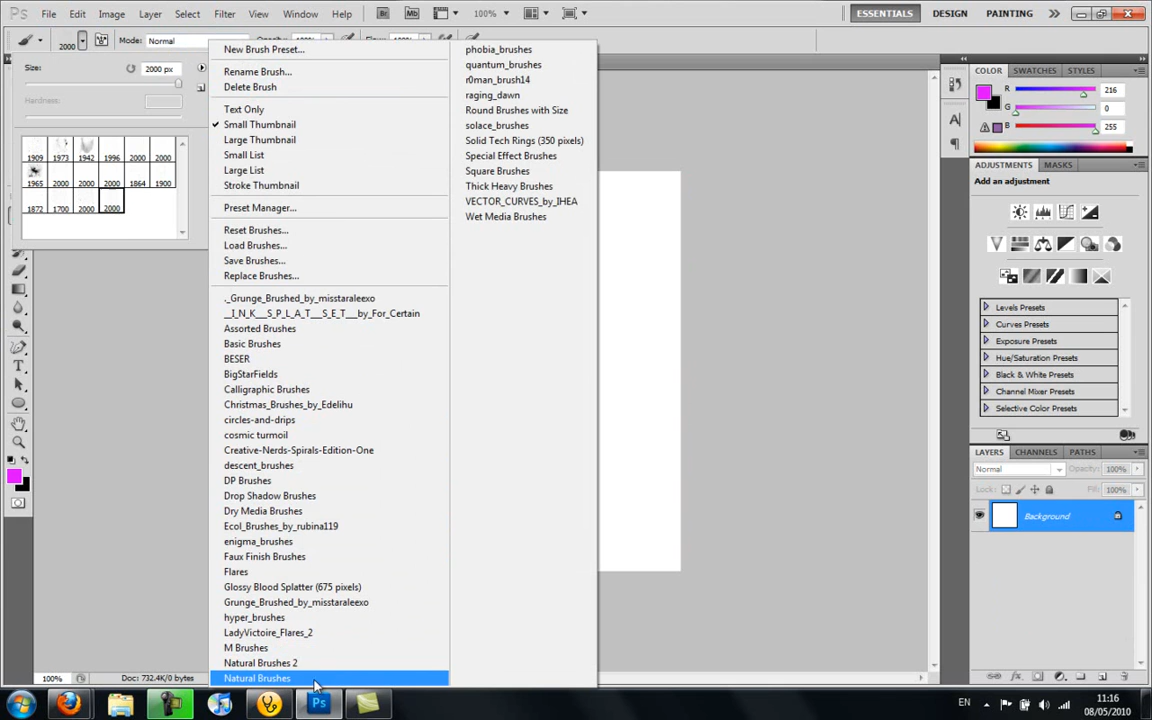 Ps File Edit Image Layer Select Filter View Window Help Br Mb 100% ESSENTIALS DESIGN PAINTING
2000 Mode: Normal
Size: 2000 px
Hardness:
1909 1973 1942 1996 2000 2000
1965 2000 2000 2000 1864 1900
1872 1700 2000 2000
New Brush Preset...
Rename Brush...
Delete Brush
Text Only
Small Thumbnail
Large Thumbnail
Small List
Large List
Stroke Thumbnail
Preset Manager...
Reset Brushes...
Load Brushes...
Save Brushes...
Replace Brushes...
._Grunge_Brushed_by_misstaraleexo
__I_N_K___S_P_L_A_T___S_E_T___by_For_Certain
Assorted Brushes
Basic Brushes
BESER
BigStarFields
Calligraphic Brushes
Christmas_Brushes_by_Edelihu
circles-and-drips
cosmic turmoil
Creative-Nerds-Spirals-Edition-One
descent_brushes
DP Brushes
Drop Shadow Brushes
Dry Media Brushes
Ecol_Brushes_by_rubina119
enigma_brushes
Faux Finish Brushes
Flares
Glossy Blood Splatter (675 pixels)
Grunge_Brushed_by_misstaraleexo
hyper_brushes
LadyVictoire_Flares_2
M Brushes
Natural Brushes 2
Natural Brushes
phobia_brushes
quantum_brushes
r0man_brush14
raging_dawn
Round Brushes with Size
solace_brushes
Solid Tech Rings (350 pixels)
Special Effect Brushes
Square Brushes
Thick Heavy Brushes
VECTOR_CURVES_by_IHEA
Wet Media Brushes
COLOR SWATCHES STYLES
R 216
G 0
B 255
ADJUSTMENTS MASKS
Add an adjustment
Levels Presets
Curves Presets
Exposure Presets
Hue/Saturation Presets
Black & White Presets
Channel Mixer Presets
Selective Color Presets
LAYERS CHANNELS PATHS
Normal Opacity: 100%
Lock: Fill: 100%
Background
100% Doc: 732.4K/0 bytes
Ps EN 11:16
08/05/2010